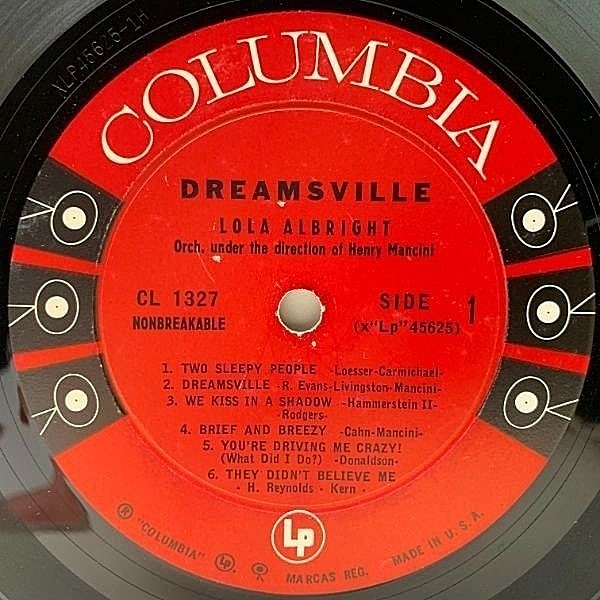 XLP45625-1H
COLUMBIA
DREAMSVILLE
LOLA ALBRIGHT
Orch. under the direction of Henry Mancini
CL 1327
NONBREAKABLE
SIDE 1
(x"Lp"45625)
1. TWO SLEEPY PEOPLE -Loesser-Carmichael-
2. DREAMSVILLE -R. Evans-Livingston-Mancini-
3. WE KISS IN A SHADOW -Hammerstein II-
-Rodgers-
4. BRIEF AND BREEZY -Cahn-Mancini-
5. YOU'RE DRIVING ME CRAZY!
(What Did I Do?) -Donaldson-
6. THEY DIDN'T BELIEVE ME
- H. Reynolds - Kern -
Lp
® "COLUMBIA" Lp MARCAS REG. MADE IN U.S.A.